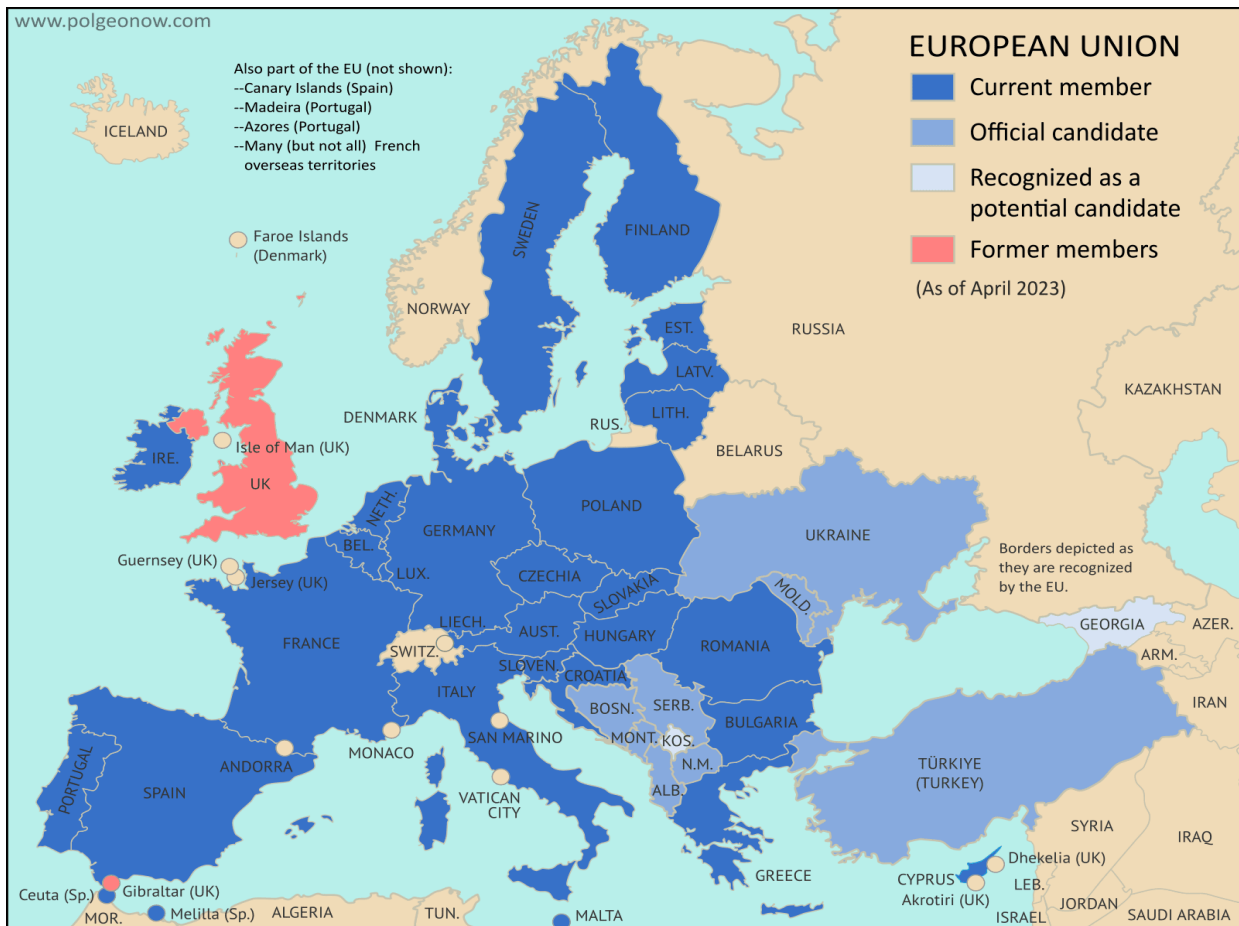 www.polgeonow.com
Also part of the EU (not shown):
--Canary Islands (Spain)
--Madeira (Portugal)
--Azores (Portugal)
--Many (but not all) French
overseas territories
EUROPEAN UNION
Current member
Official candidate
Recognized as a
potential candidate
Former members
(As of April 2023)
ICELAND
Faroe Islands
(Denmark)
SWEDEN
FINLAND
NORWAY
RUSSIA
EST.
LATV.
LITH.
KAZAKHSTAN
DENMARK
RUS.
BELARUS
IRE.
Isle of Man (UK)
UK
NETH.
GERMANY
POLAND
UKRAINE
BEL.
Guernsey (UK)
Jersey (UK)
LUX.
CZECHIA
SLOVAKIA
MOLD.
Borders depicted as
they are recognized
by the EU.
FRANCE
LIECH.
SWITZ.
AUST.
HUNGARY
ROMANIA
GEORGIA
AZER.
ARM.
SLOVEN.
CROATIA
ITALY
BOSN.
SERB.
IRAN
BULGARIA
MONACO
SAN MARINO
MONT.
KOS.
N.M.
ANDORRA
PORTUGAL
SPAIN
VATICAN
CITY
ALB.
TÜRKIYE
(TURKEY)
SYRIA
IRAQ
GREECE
CYPRUS
Dhekelia (UK)
Akrotiri (UK)
LEB.
Ceuta (Sp.)
Gibraltar (UK)
MOR.
Melilla (Sp.)
ALGERIA
TUN.
MALTA
ISRAEL
JORDAN
SAUDI ARABIA